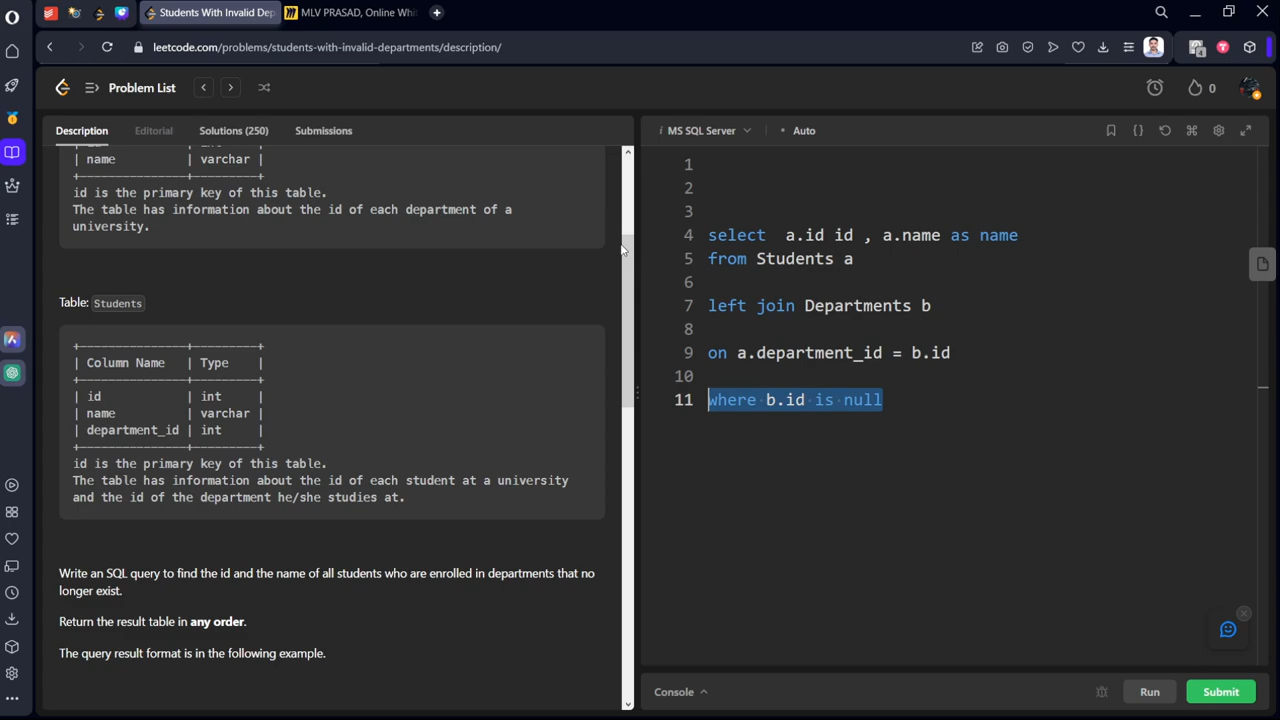 Students With Invalid Dep
MLV PRASAD, Online Whit
leetcode.com/problems/students-with-invalid-departments/description/
4
Problem List
0
Description
Editorial
Solutions (250)
Submissions
| name | varchar |
+---------------+---------+
id is the primary key of this table.
The table has information about the id of each department of a
university.
Table: Students
+---------------+---------+
| Column Name | Type |
+---------------+---------+
| id | int |
| name | varchar |
| department_id | int |
+---------------+---------+
id is the primary key of this table.
The table has information about the id of each student at a university
and the id of the department he/she studies at.
Write an SQL query to find the id and the name of all students who are enrolled in departments that no
longer exist.
Return the result table in any order.
The query result format is in the following example.
i MS SQL Server
• Auto
1
2
3
4 select a.id id , a.name as name
5 from Students a
6
7 left join Departments b
8
9 on a.department_id = b.id
10
11 where b.id is null
Console
Run
Submit